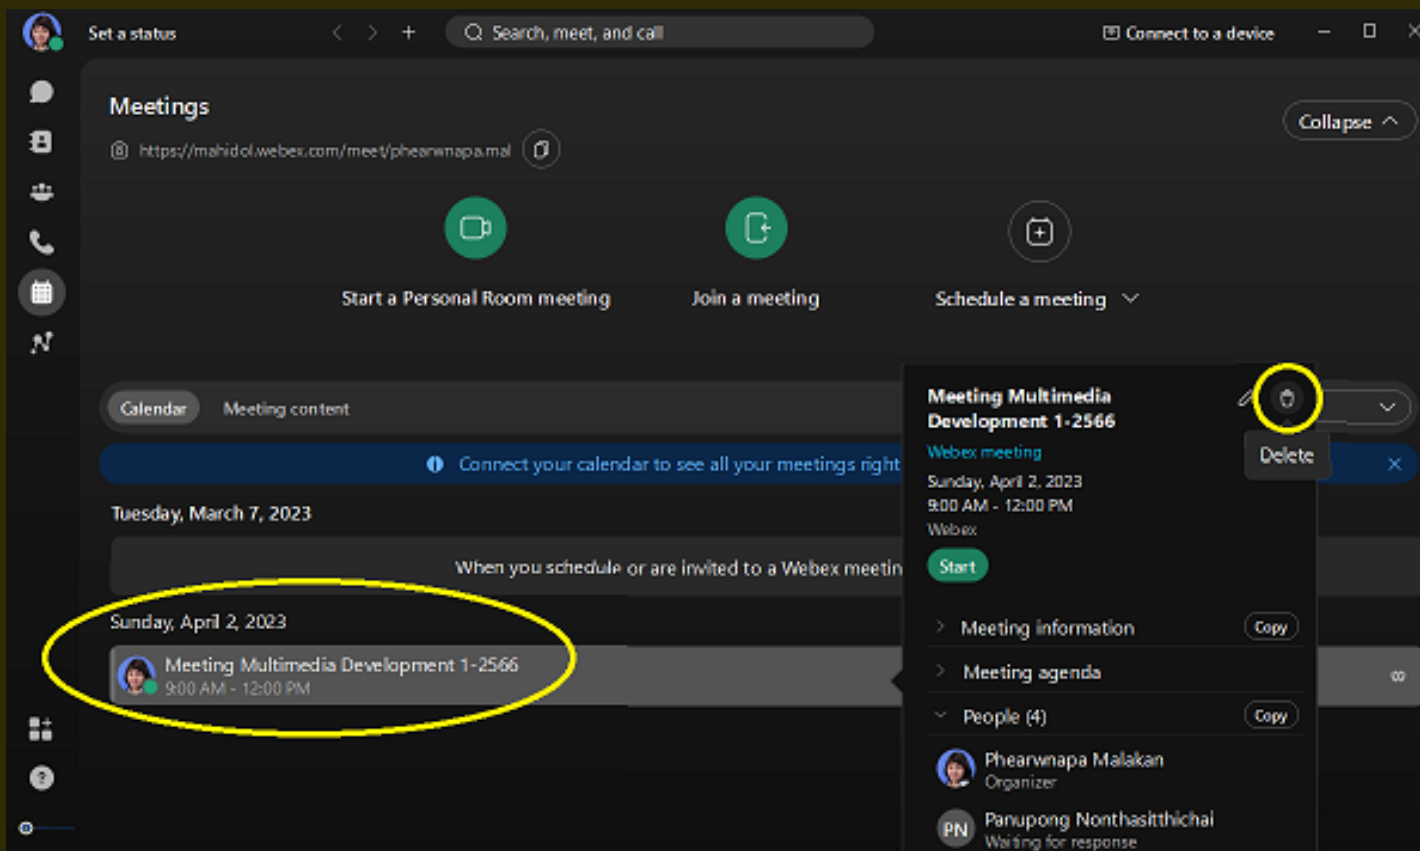 Set a status
Search, meet, and call
Connect to a device
Meetings
Collapse
https://mahidol.webex.com/meet/phearwnapa.mal
Start a Personal Room meeting
Join a meeting
Schedule a meeting
Calendar
Meeting content
Connect your calendar to see all your meetings right
Tuesday, March 7, 2023
When you schedule or are invited to a Webex meetin
Sunday, April 2, 2023
Meeting Multimedia Development 1-2566
9:00 AM - 12:00 PM
Meeting Multimedia
Development 1-2566
Delete
Webex meeting
Sunday, April 2, 2023
9:00 AM - 12:00 PM
Webex
Start
Meeting information
Copy
Meeting agenda
People (4)
Copy
Phearwnapa Malakan
Organizer
PN
Panupong Nonthasitthichai
Waiting for response